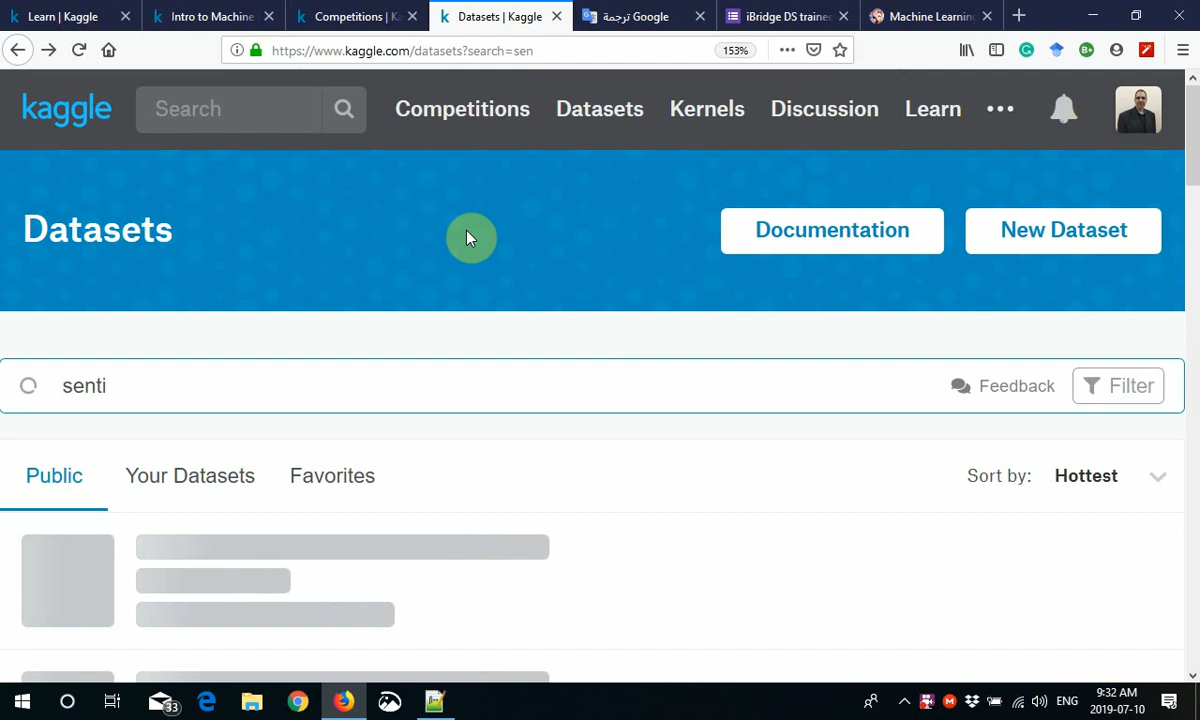 Learn | Kaggle
Intro to Machine
Competitions | Ka
Datasets | Kaggle
ترجمة Google
iBridge DS trainee
Machine Learning
https://www.kaggle.com/datasets?search=sen
153%
kaggle
Search
Competitions
Datasets
Kernels
Discussion
Learn
Datasets
Documentation
New Dataset
senti
Feedback
Filter
Public
Your Datasets
Favorites
Sort by:
Hottest
33
ENG
9:32 AM
2019-07-10